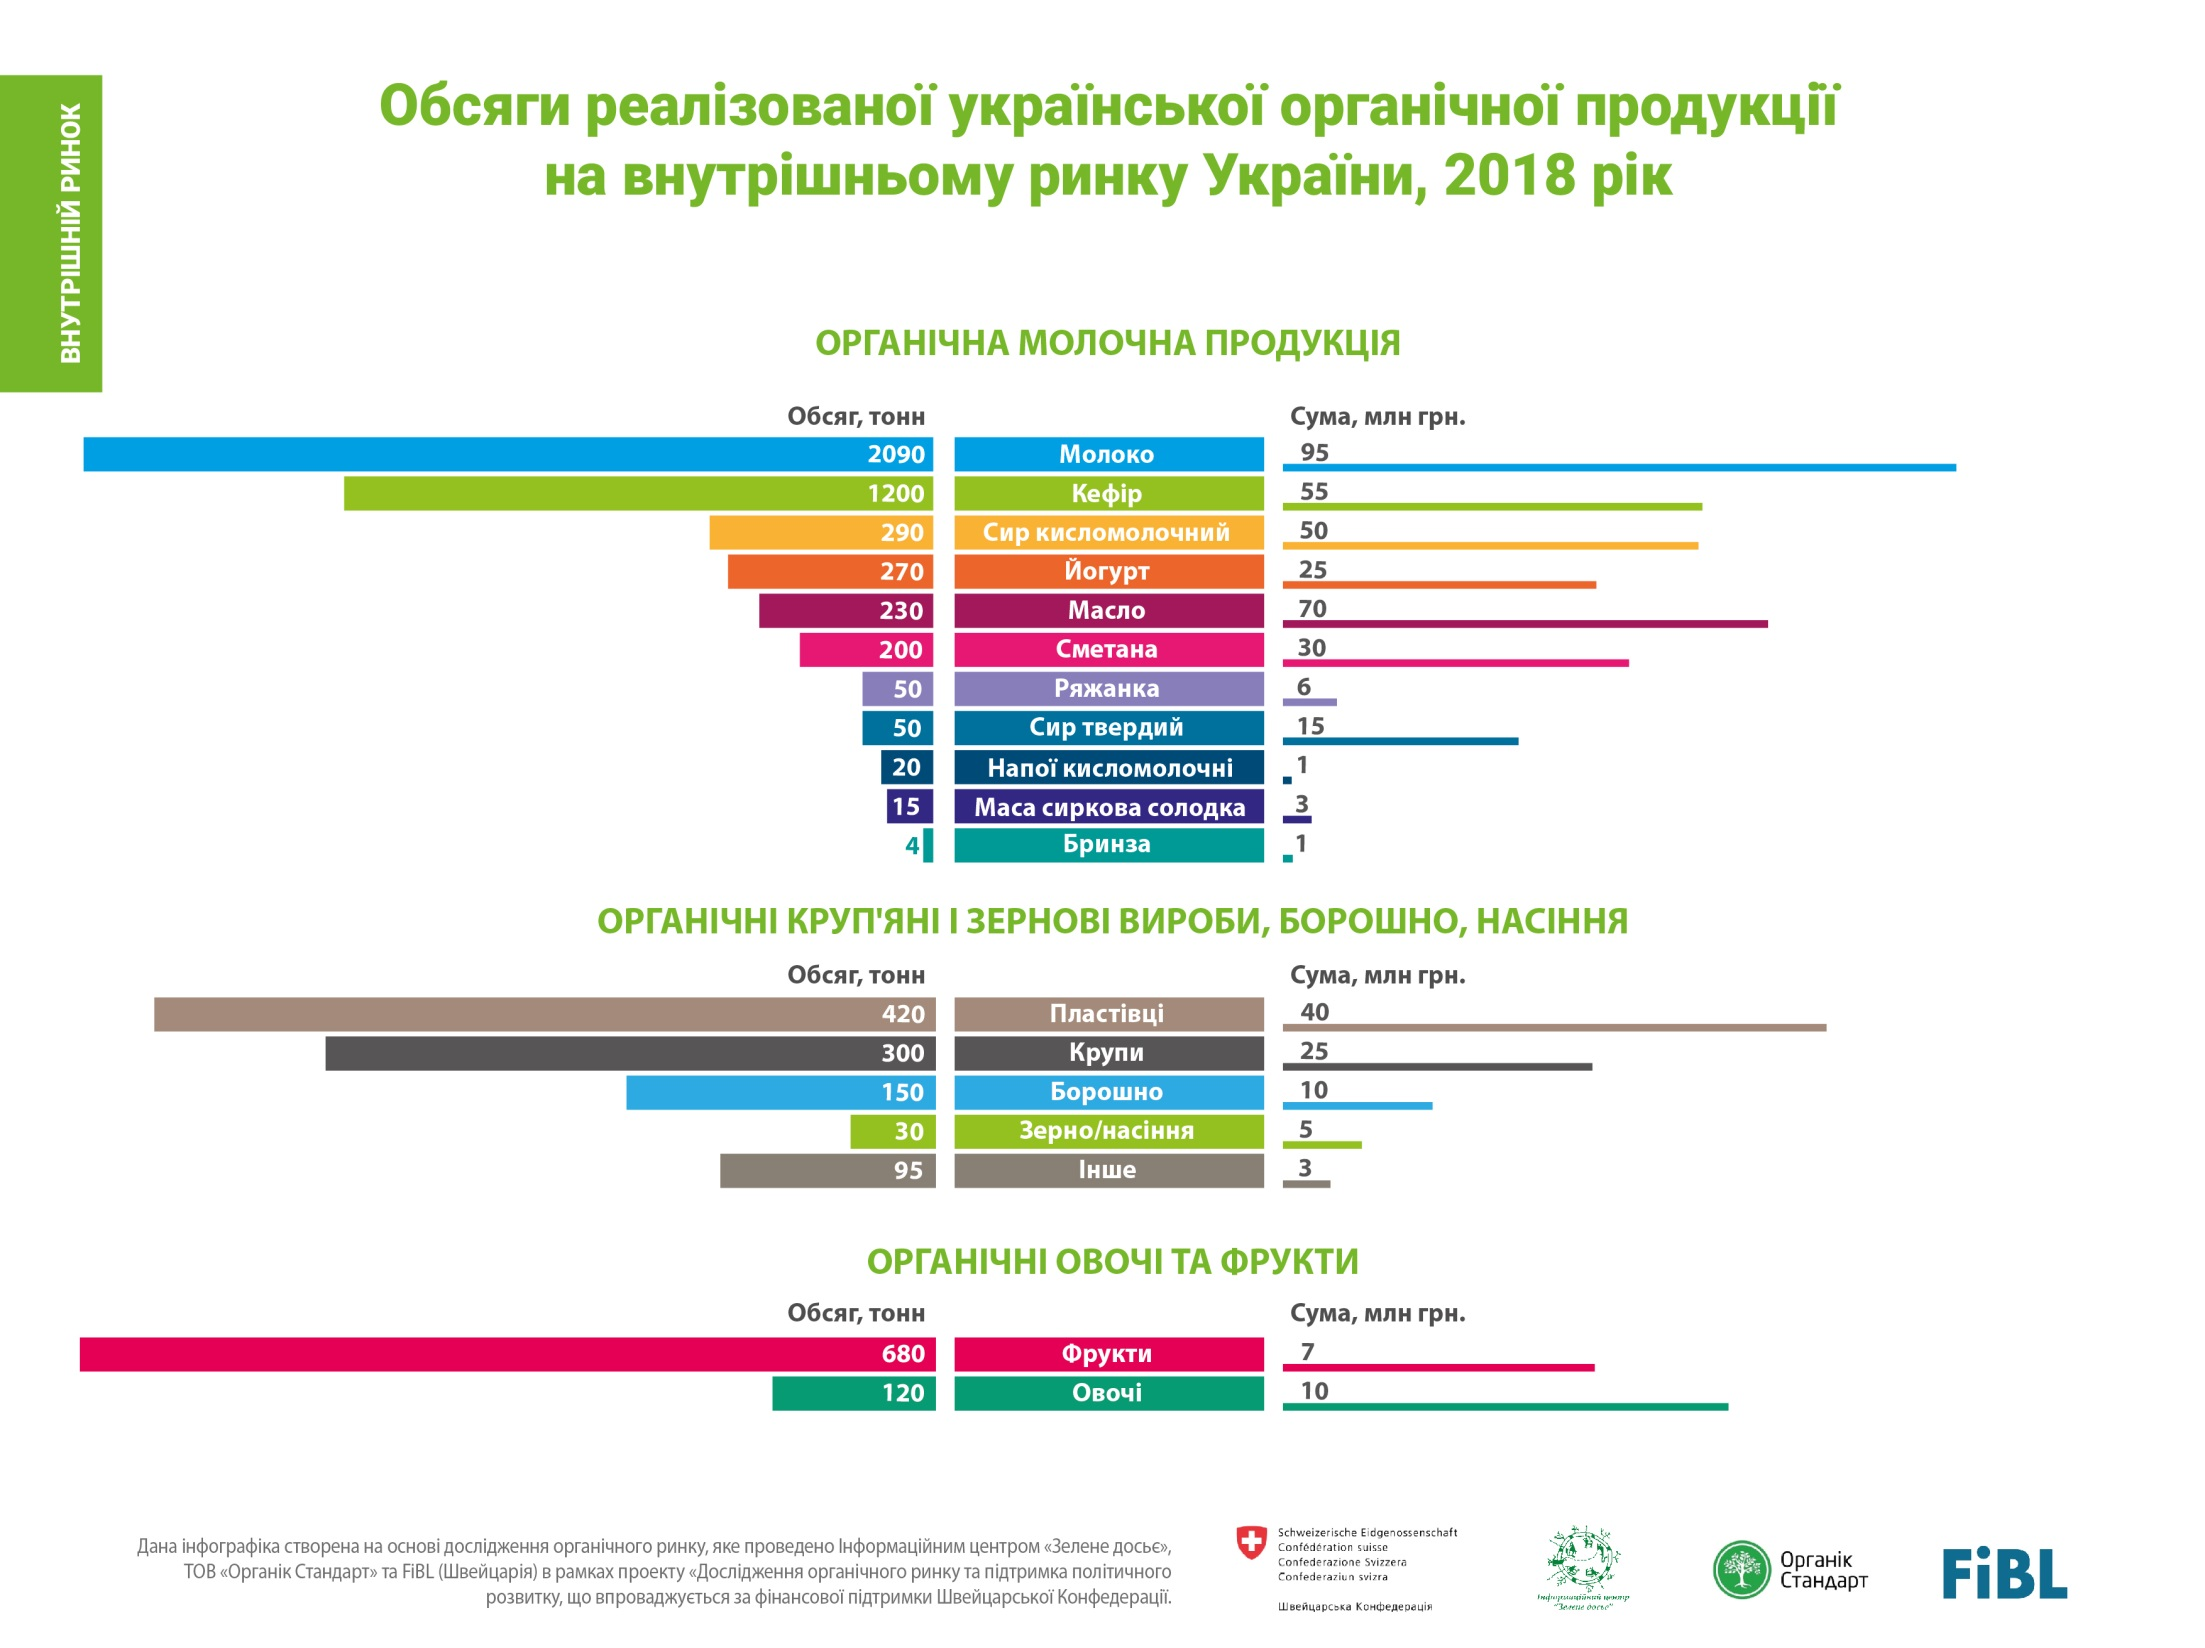 ВНУТРІШНІЙ РИНОК
Обсяги реалізованої української органічної продукції
на внутрішньому ринку України, 2018 рік
ОРГАНІЧНА МОЛОЧНА ПРОДУКЦІЯ
Обсяг, тонн Сума, млн грн.
2090 Молоко 95
1200 Кефір 55
290 Сир кисломолочний 50
270 Йогурт 25
230 Масло 70
200 Сметана 30
50 Ряжанка 6
50 Сир твердий 15
20 Напої кисломолочні 1
15 Маса сиркова солодка 3
4 Бринза 1
ОРГАНІЧНІ КРУП'ЯНІ І ЗЕРНОВІ ВИРОБИ, БОРОШНО, НАСІННЯ
Обсяг, тонн Сума, млн грн.
420 Пластівці 40
300 Крупи 25
150 Борошно 10
30 Зерно/насіння 5
95 Інше 3
ОРГАНІЧНІ ОВОЧІ ТА ФРУКТИ
Обсяг, тонн Сума, млн грн.
680 Фрукти 7
120 Овочі 10
Дана інфографіка створена на основі дослідження органічного ринку, яке проведено Інформаційним центром «Зелене досьє»,
ТОВ «Органік Стандарт» та FiBL (Швейцарія) в рамках проекту «Дослідження органічного ринку та підтримка політичного
розвитку, що впроваджується за фінансової підтримки Швейцарської Конфедерації.
Schweizerische Eidgenossenschaft
Confédération suisse
Confederazione Svizzera
Confederaziun svizra
Швейцарська Конфедерація
Інформаційний центр
"Зелене досьє"
Органік
Стандарт
FiBL